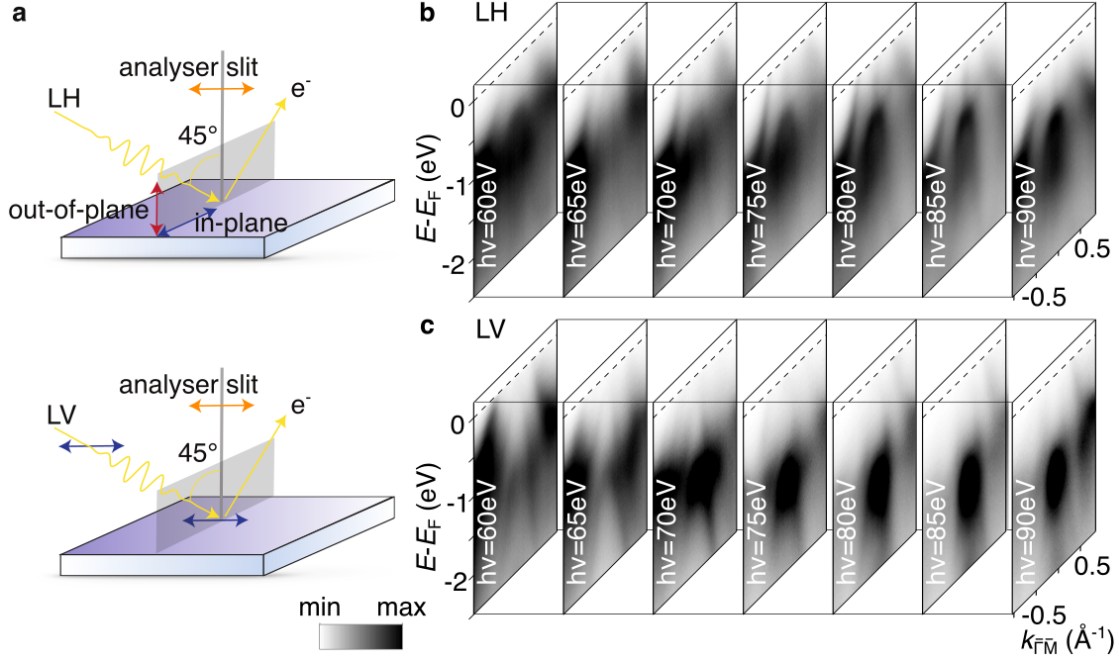 a
analyser slit
LH
e-
45°
out-of-plane
in-plane
analyser slit
LV
e-
45°
min max
b LH
E-EF (eV)
0
-1
-2
hν=60eV
hν=65eV
hν=70eV
hν=75eV
hν=80eV
hν=85eV
hν=90eV
0.5
-0.5
c LV
E-EF (eV)
0
-1
-2
hν=60eV
hν=65eV
hν=70eV
hν=75eV
hν=80eV
hν=85eV
hν=90eV
0.5
-0.5
kΓ̄M̄ (Å-1)